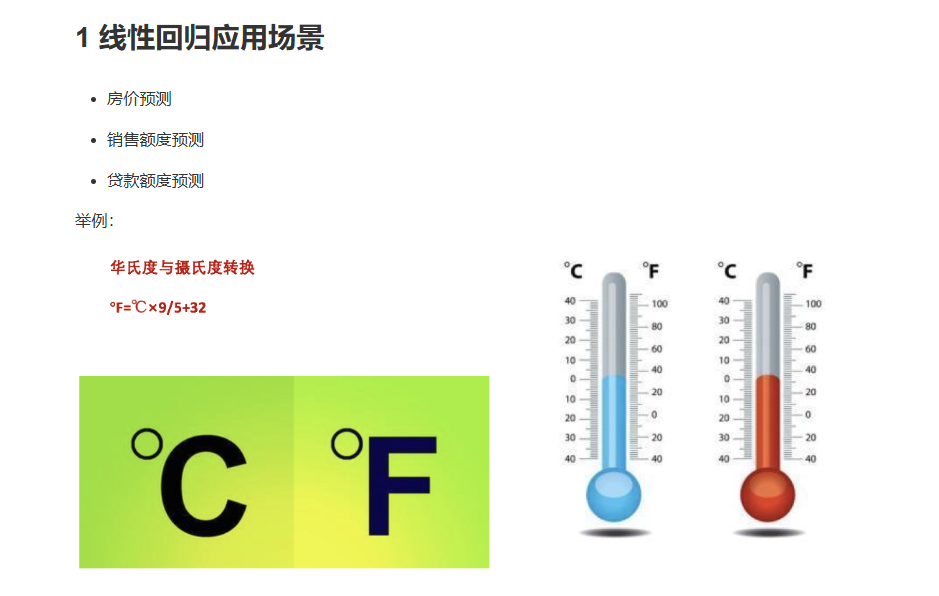 1 线性回归应用场景
• 房价预测
• 销售额度预测
• 贷款额度预测
举例：
华氏度与摄氏度转换
°F=℃×9/5+32
°C °F
°C °F
40 100
30 80
20 60
10 40
0 20
10 0
20 20
30 40
40
°C °F
40 100
30 80
20 60
10 40
0 20
10 0
20 20
30 40
40